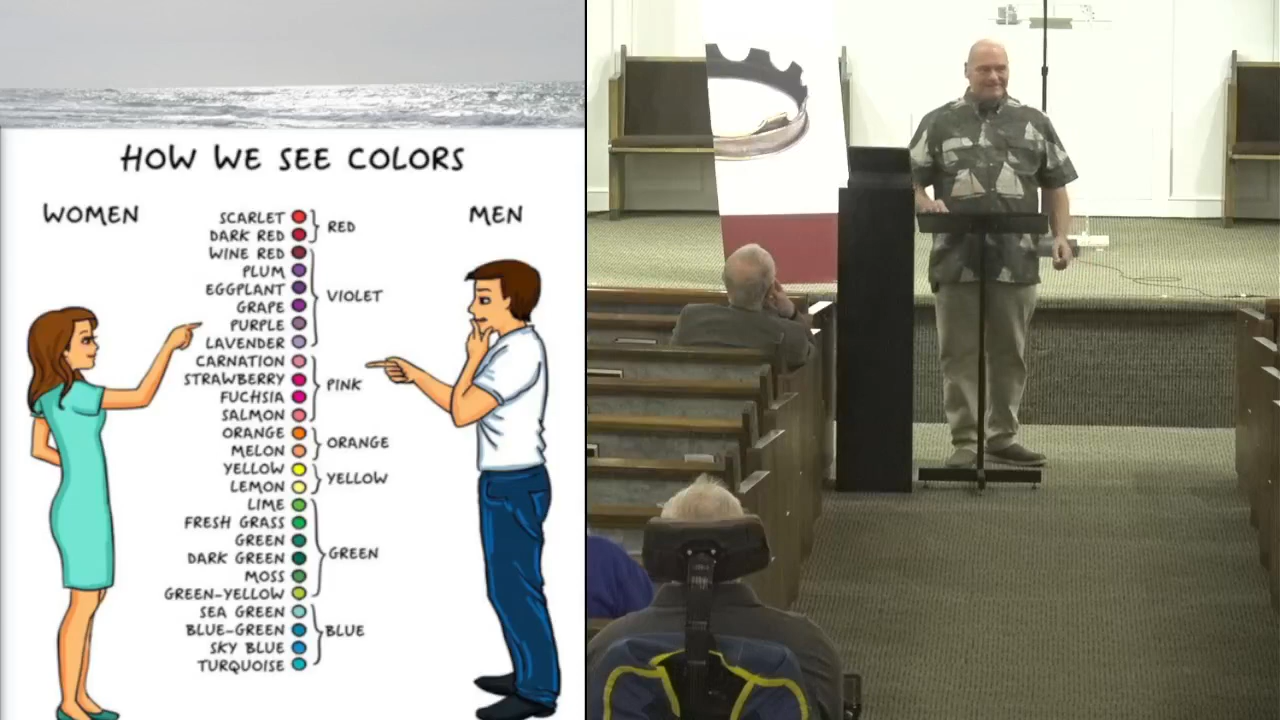 HOW WE SEE COLORS
WOMEN
MEN
SCARLET
DARK RED
RED
WINE RED
PLUM
EGGPLANT
GRAPE
PURPLE
LAVENDER
VIOLET
CARNATION
STRAWBERRY
FUCHSIA
SALMON
PINK
ORANGE
MELON
ORANGE
YELLOW
LEMON
YELLOW
LIME
FRESH GRASS
GREEN
DARK GREEN
MOSS
GREEN-YELLOW
GREEN
SEA GREEN
BLUE-GREEN
SKY BLUE
TURQUOISE
BLUE